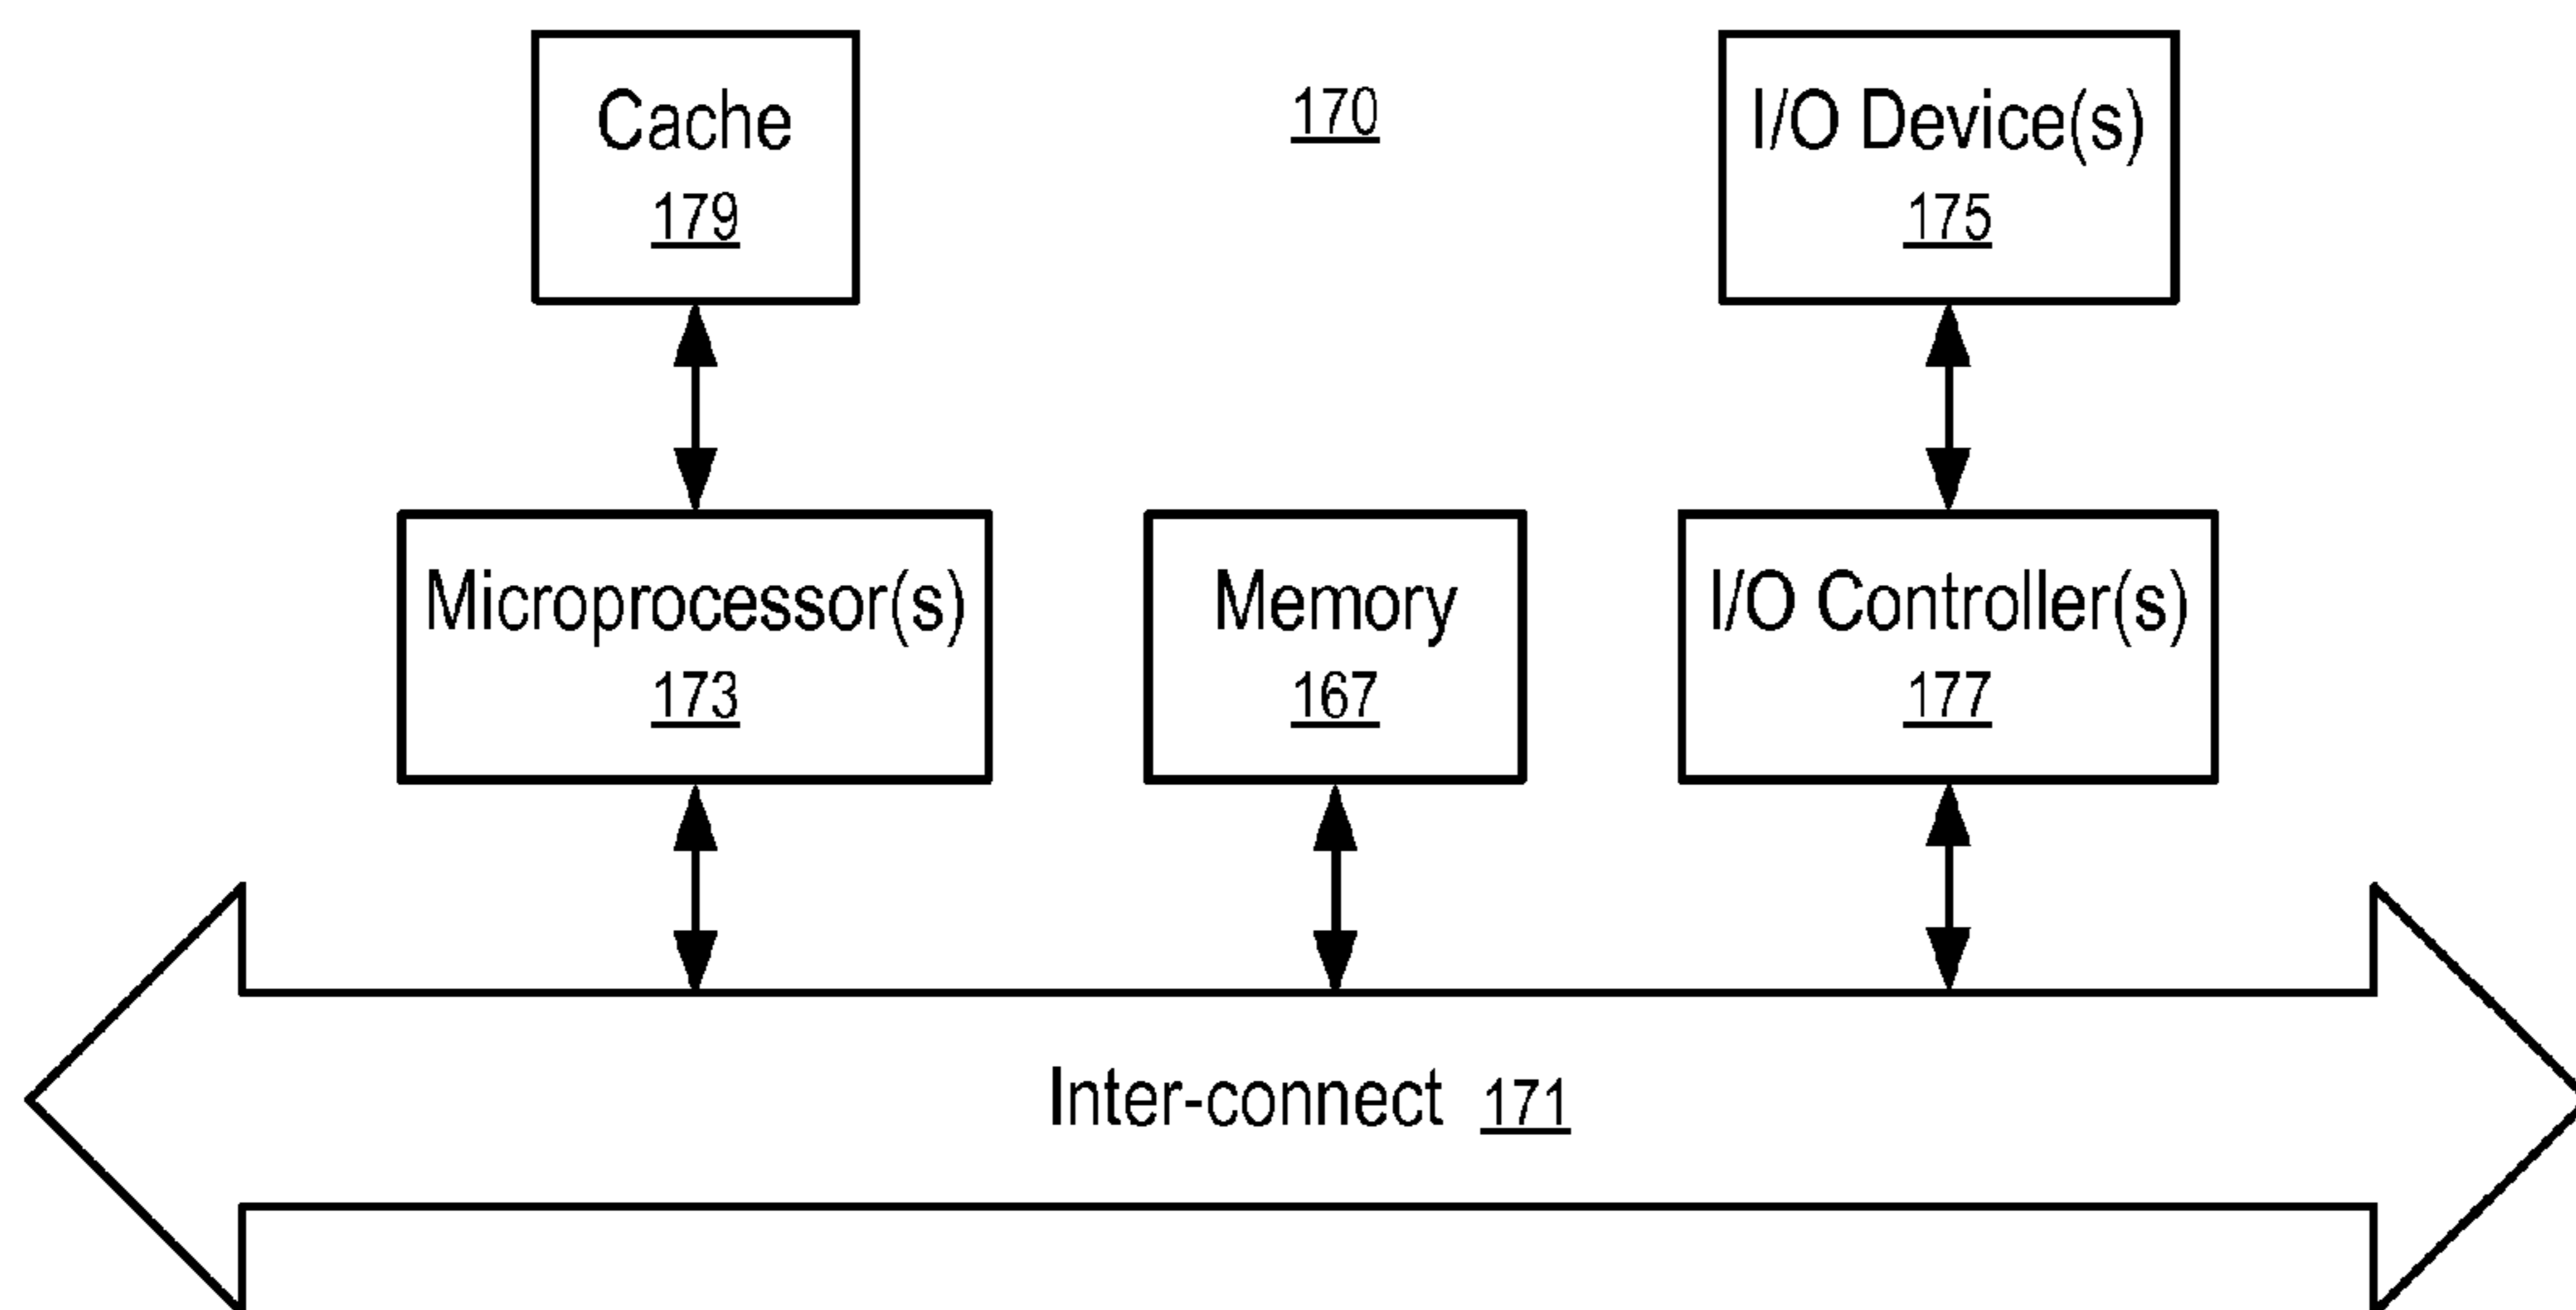 Cache
179
170
I/O Device(s)
175
Microprocessor(s)
173
Memory
167
I/O Controller(s)
177
Inter-connect 171